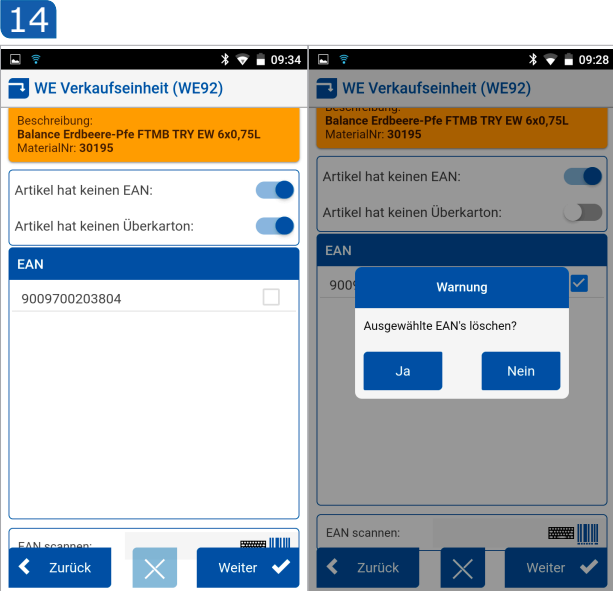 14
09:34
WE Verkaufseinheit (WE92)
Beschreibung:
Balance Erdbeere-Pfe FTMB TRY EW 6x0,75L
MaterialNr: 30195
Artikel hat keinen EAN:
Artikel hat keinen Überkarton:
EAN
9009700203804
EAN scannen:
Zurück
Weiter
09:28
WE Verkaufseinheit (WE92)
Beschreibung:
Balance Erdbeere-Pfe FTMB TRY EW 6x0,75L
MaterialNr: 30195
Artikel hat keinen EAN:
Artikel hat keinen Überkarton:
EAN
9009
Warnung
Ausgewählte EAN's löschen?
Ja
Nein
EAN scannen:
Zurück
Weiter